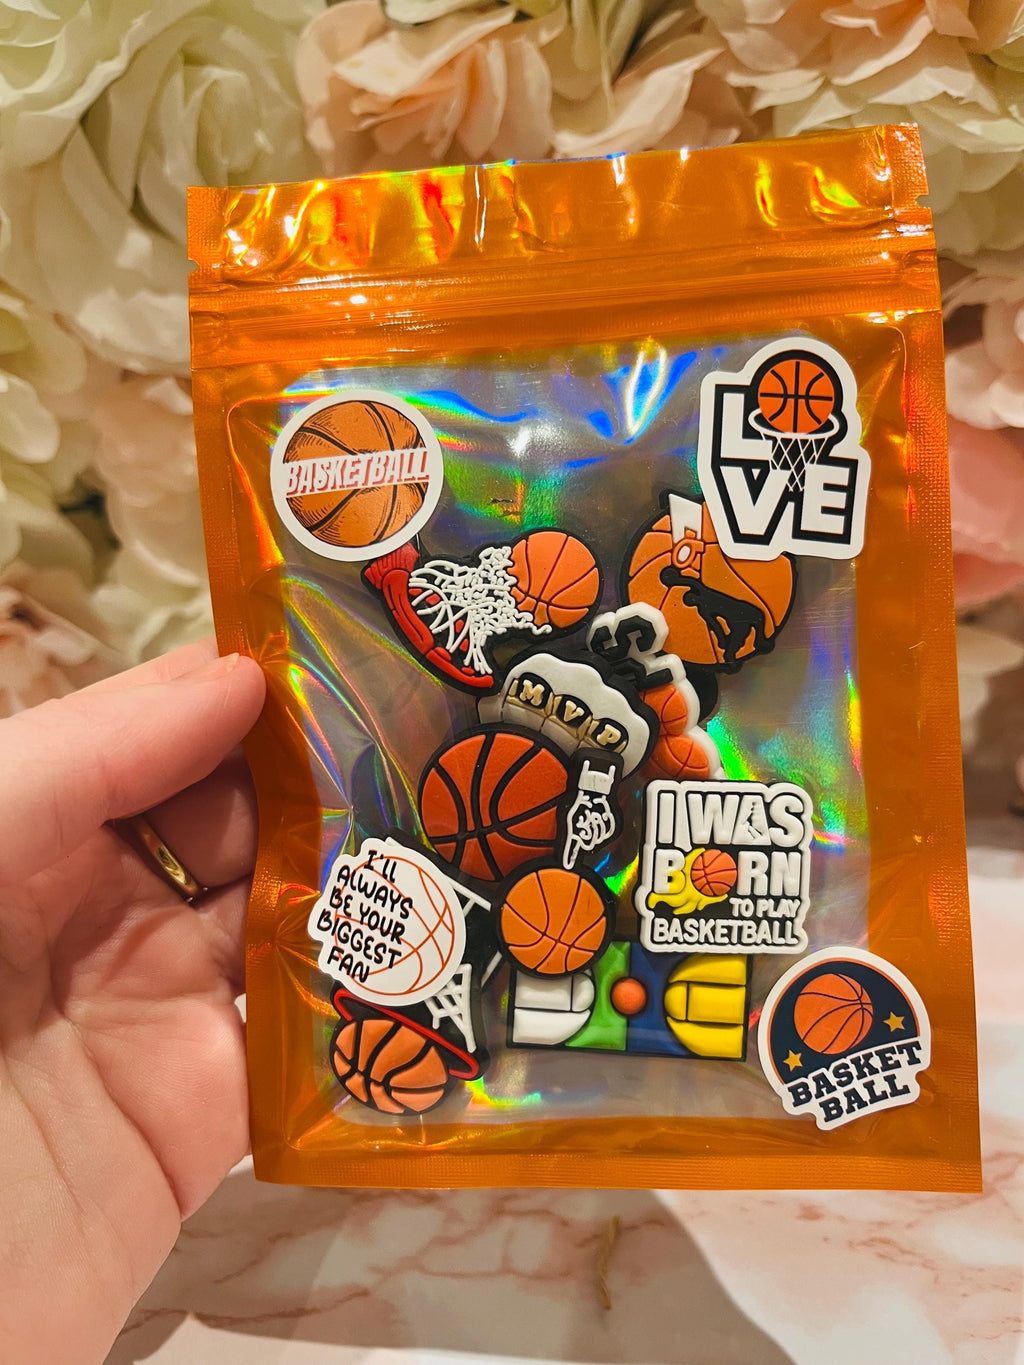 BASKETBALL
LOVE
MVP
I WAS
BORN
TO PLAY
BASKETBALL
I'll
ALWAYS
BE YOUR
BIGGEST
FAN
BASKET
BALL